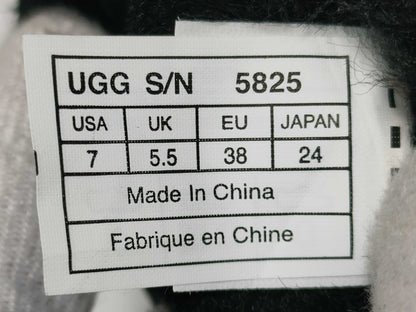 UGG S/N 5825
USA UK EU JAPAN
7 5.5 38 24
Made In China
Fabrique en Chine